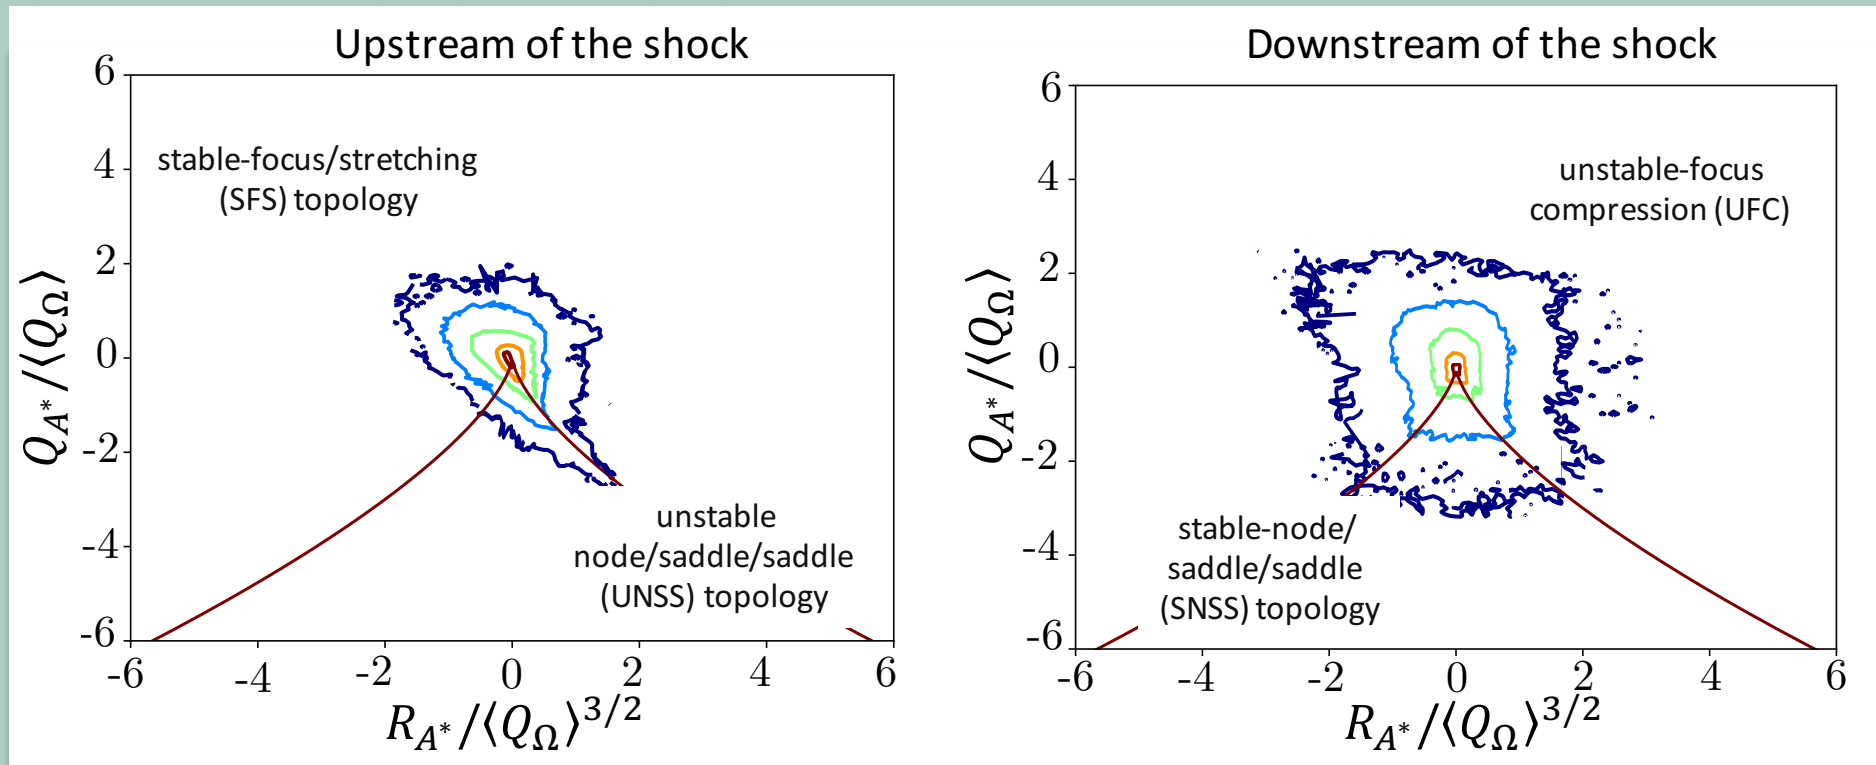 Upstream of the shock
6
4
2
0
-2
-4
-6
-6
-4
-2
0
2
4
6
Q_{A^*}/⟨Q_Ω⟩
R_{A^*}/⟨Q_Ω⟩^{3/2}
stable-focus/stretching
(SFS) topology
unstable
node/saddle/saddle
(UNSS) topology
Downstream of the shock
6
4
2
0
-2
-4
-6
-6
-4
-2
0
2
4
6
Q_{A^*}/⟨Q_Ω⟩
R_{A^*}/⟨Q_Ω⟩^{3/2}
unstable-focus
compression (UFC)
stable-node/
saddle/saddle
(SNSS) topology